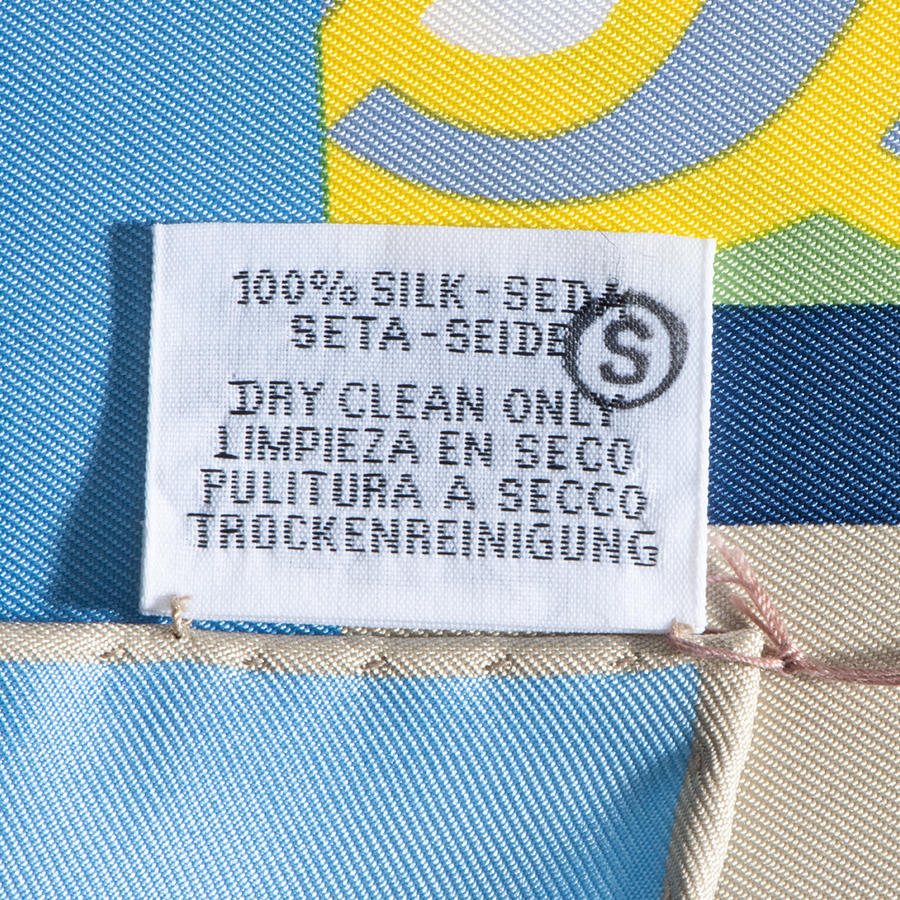 100% SILK - SEDA
SETA - SEIDE
S
DRY CLEAN ONLY
LIMPIEZA EN SECO
PULITURA A SECCO
TROCKENREINIGUNG